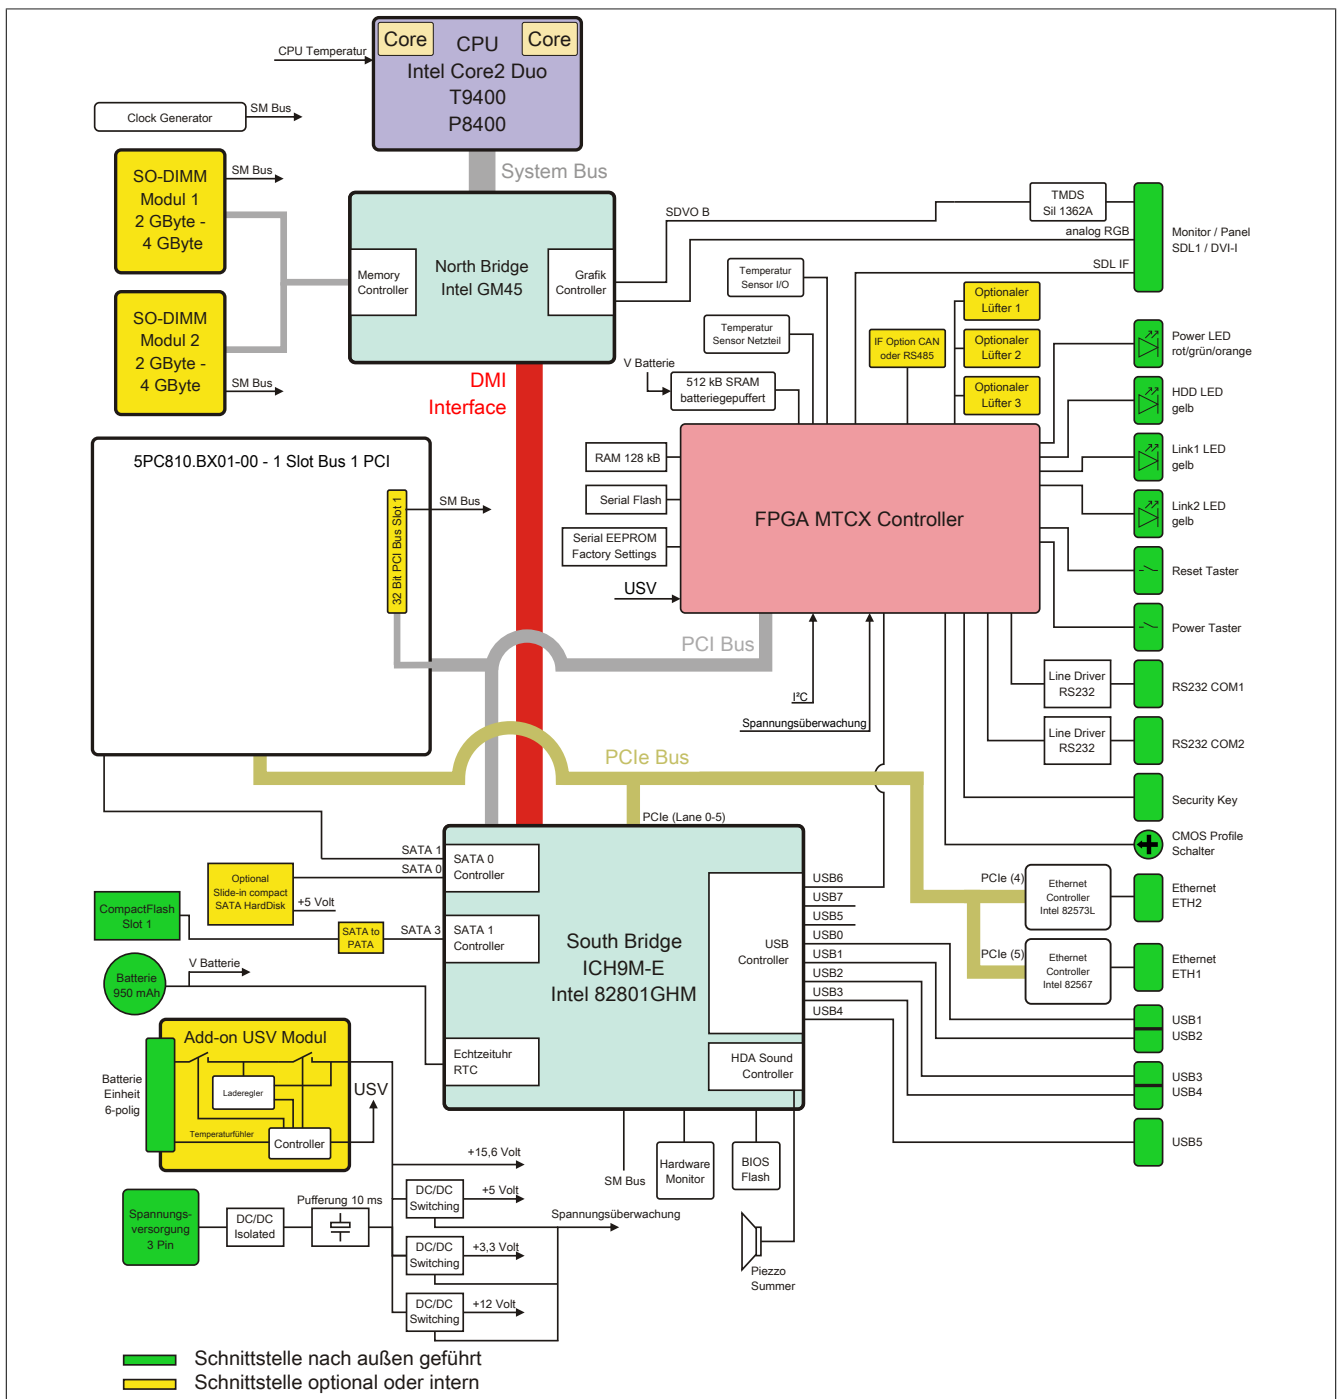 Core
CPU
Core
Intel Core2 Duo
T9400
P8400
CPU Temperatur
Clock Generator
SM Bus
System Bus
SO-DIMM
Modul 1
2 GByte -
4 GByte
SM Bus
SO-DIMM
Modul 2
2 GByte -
4 GByte
SM Bus
Memory
Controller
North Bridge
Intel GM45
Grafik
Controller
SDVO B
TMDS
Sil 1362A
analog RGB
SDL IF
Monitor / Panel
SDL1 / DVI-I
Temperatur
Sensor I/O
Temperatur
Sensor Netzteil
V Batterie
512 kB SRAM
batteriegepuffert
IF Option CAN
oder RS485
Optionaler
Lüfter 1
Optionaler
Lüfter 2
Optionaler
Lüfter 3
Power LED
rot/grün/orange
HDD LED
gelb
Link1 LED
gelb
Link2 LED
gelb
Reset Taster
Power Taster
DMI
Interface
5PC810.BX01-00 - 1 Slot Bus 1 PCI
32 Bit PCI Bus Slot 1
SM Bus
RAM 128 kB
Serial Flash
Serial EEPROM
Factory Settings
USV
FPGA MTCX Controller
PCI Bus
I²C
Spannungsüberwachung
Line Driver
RS232
RS232 COM1
Line Driver
RS232
RS232 COM2
Security Key
CMOS Profile
Schalter
PCIe Bus
PCIe (Lane 0-5)
PCIe (4)
Ethernet
Controller
Intel 82573L
Ethernet
ETH2
PCIe (5)
Ethernet
Controller
Intel 82567
Ethernet
ETH1
SATA 1
SATA 0
SATA 0
Controller
Optional
Slide-in compact
SATA HardDisk
+5 Volt
CompactFlash
Slot 1
SATA to
PATA
SATA 3
SATA 1
Controller
Batterie
950 mAh
V Batterie
South Bridge
ICH9M-E
Intel 82801GHM
USB
Controller
USB6
USB7
USB5
USB0
USB1
USB2
USB3
USB4
USB1
USB2
USB3
USB4
USB5
Echtzeituhr
RTC
HDA Sound
Controller
Add-on USV Modul
Batterie
Einheit
6-polig
Laderegler
Temperaturfühler
Controller
USV
SM Bus
Hardware
Monitor
BIOS
Flash
Piezzo
Summer
+15,6 Volt
DC/DC
Switching
+5 Volt
Spannungsüberwachung
DC/DC
Switching
+3,3 Volt
DC/DC
Switching
+12 Volt
Spannungs-
versorgung
3 Pin
DC/DC
Isolated
Pufferung 10 ms
Schnittstelle nach außen geführt
Schnittstelle optional oder intern